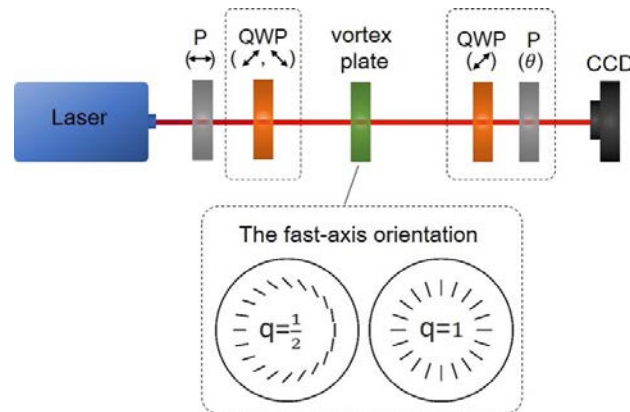 P
(↔)
QWP
(⤢, ⤡)
vortex
plate
QWP
(⤢)
P
(θ)
CCD
Laser
The fast-axis orientation
q=1/2
q=1